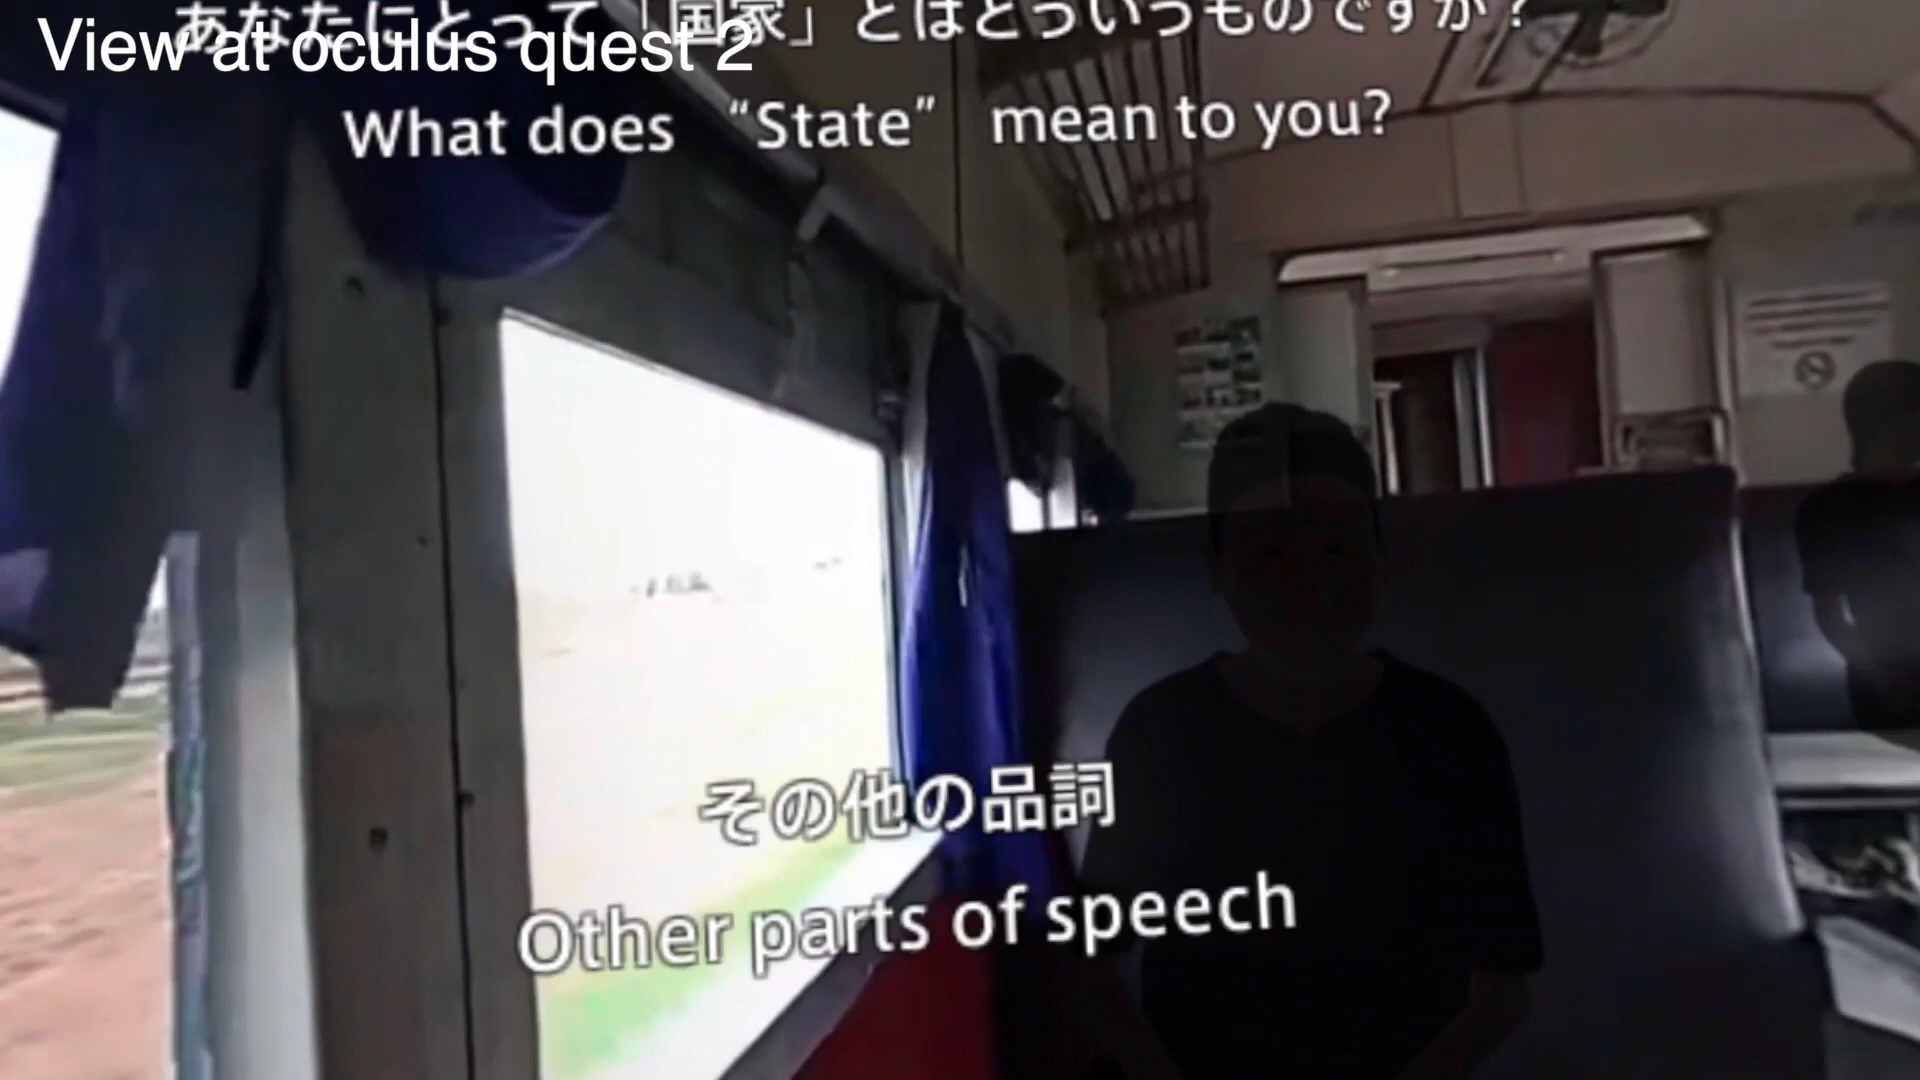 View at oculus quest 2
あなたにとって「国家」とはどういうものですか？
What does “State” mean to you?
その他の品詞
Other parts of speech